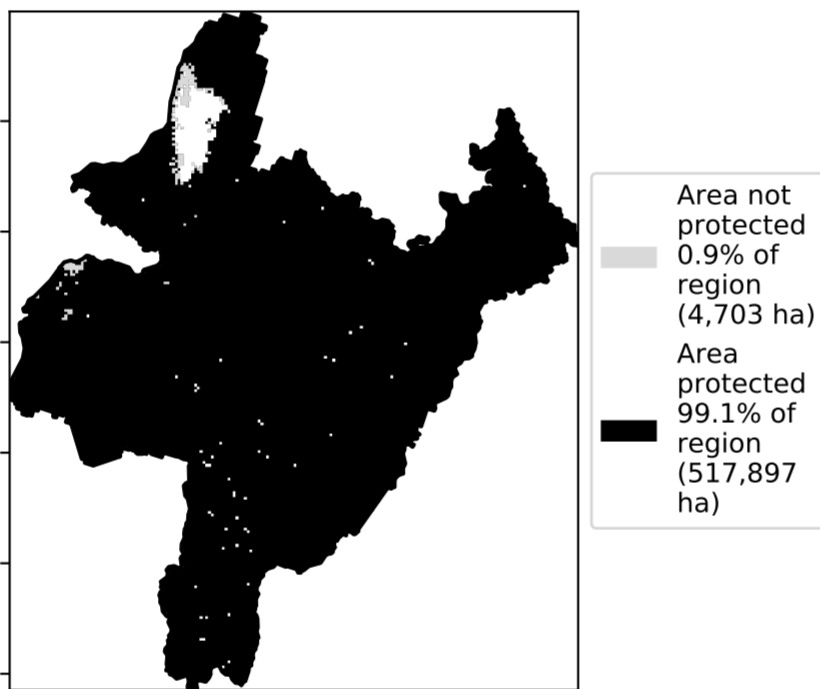 Area not
protected
0.9% of
region
(4,703 ha)
Area
protected
99.1% of
region
(517,897
ha)